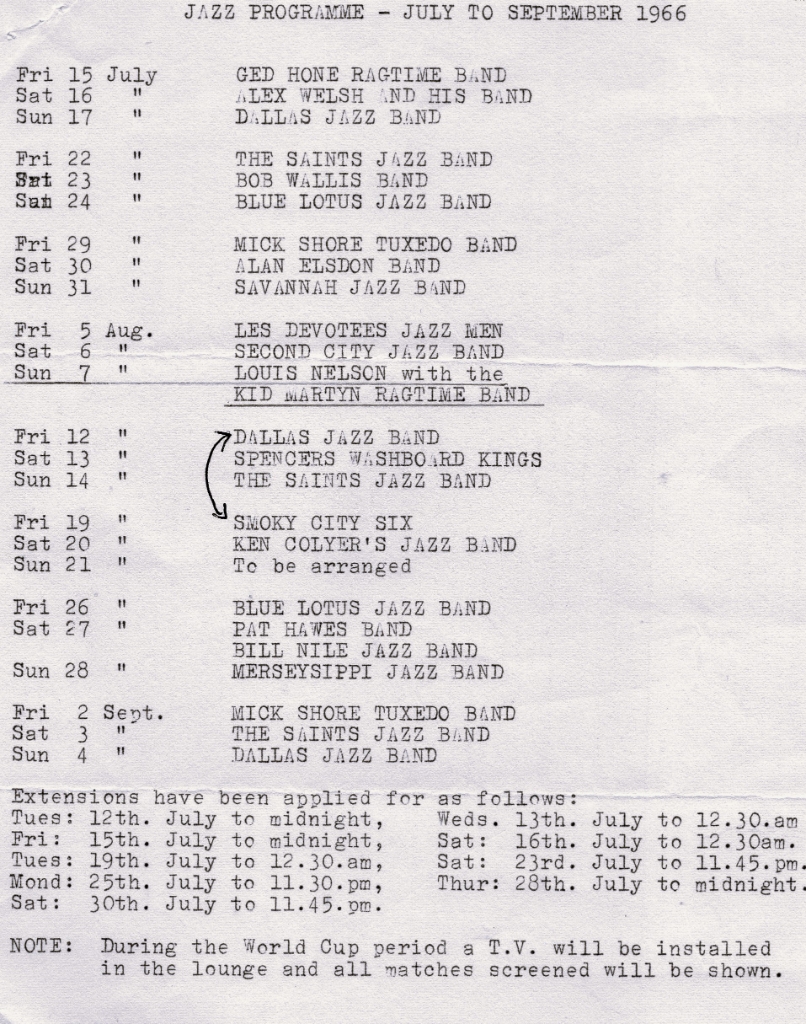 JAZZ PROGRAMME - JULY TO SEPTEMBER 1966
Fri 15 July GED HONE RAGTIME BAND
Sat 16 " ALEX WELSH AND HIS BAND
Sun 17 " DALLAS JAZZ BAND
Fri 22 " THE SAINTS JAZZ BAND
Sat 23 " BOB WALLIS BAND
Sun 24 " BLUE LOTUS JAZZ BAND
Fri 29 " MICK SHORE TUXEDO BAND
Sat 30 " ALAN ELSDON BAND
Sun 31 " SAVANNAH JAZZ BAND
Fri 5 Aug. LES DEVOTEES JAZZ MEN
Sat 6 " SECOND CITY JAZZ BAND
Sun 7 " LOUIS NELSON with the
KID MARTYN RAGTIME BAND
Fri 12 " DALLAS JAZZ BAND
Sat 13 " SPENCERS WASHBOARD KINGS
Sun 14 " THE SAINTS JAZZ BAND
Fri 19 " SMOKY CITY SIX
Sat 20 " KEN COLYER'S JAZZ BAND
Sun 21 " To be arranged
Fri 26 " BLUE LOTUS JAZZ BAND
Sat 27 " PAT HAWES BAND
BILL NILE JAZZ BAND
Sun 28 " MERSEYSIPPI JAZZ BAND
Fri 2 Sept. MICK SHORE TUXEDO BAND
Sat 3 " THE SAINTS JAZZ BAND
Sun 4 " DALLAS JAZZ BAND
Extensions have been applied for as follows:
Tues: 12th. July to midnight, Weds. 13th. July to 12.30.am
Fri: 15th. July to midnight, Sat: 16th. July to 12.30am.
Tues: 19th. July to 12.30.am, Sat: 23rd. July to 11.45.pm.
Mond: 25th. July to 11.30.pm, Thur: 28th. July to midnight.
Sat: 30th. July to 11.45.pm.
NOTE: During the World Cup period a T.V. will be installed
in the lounge and all matches screened will be shown.